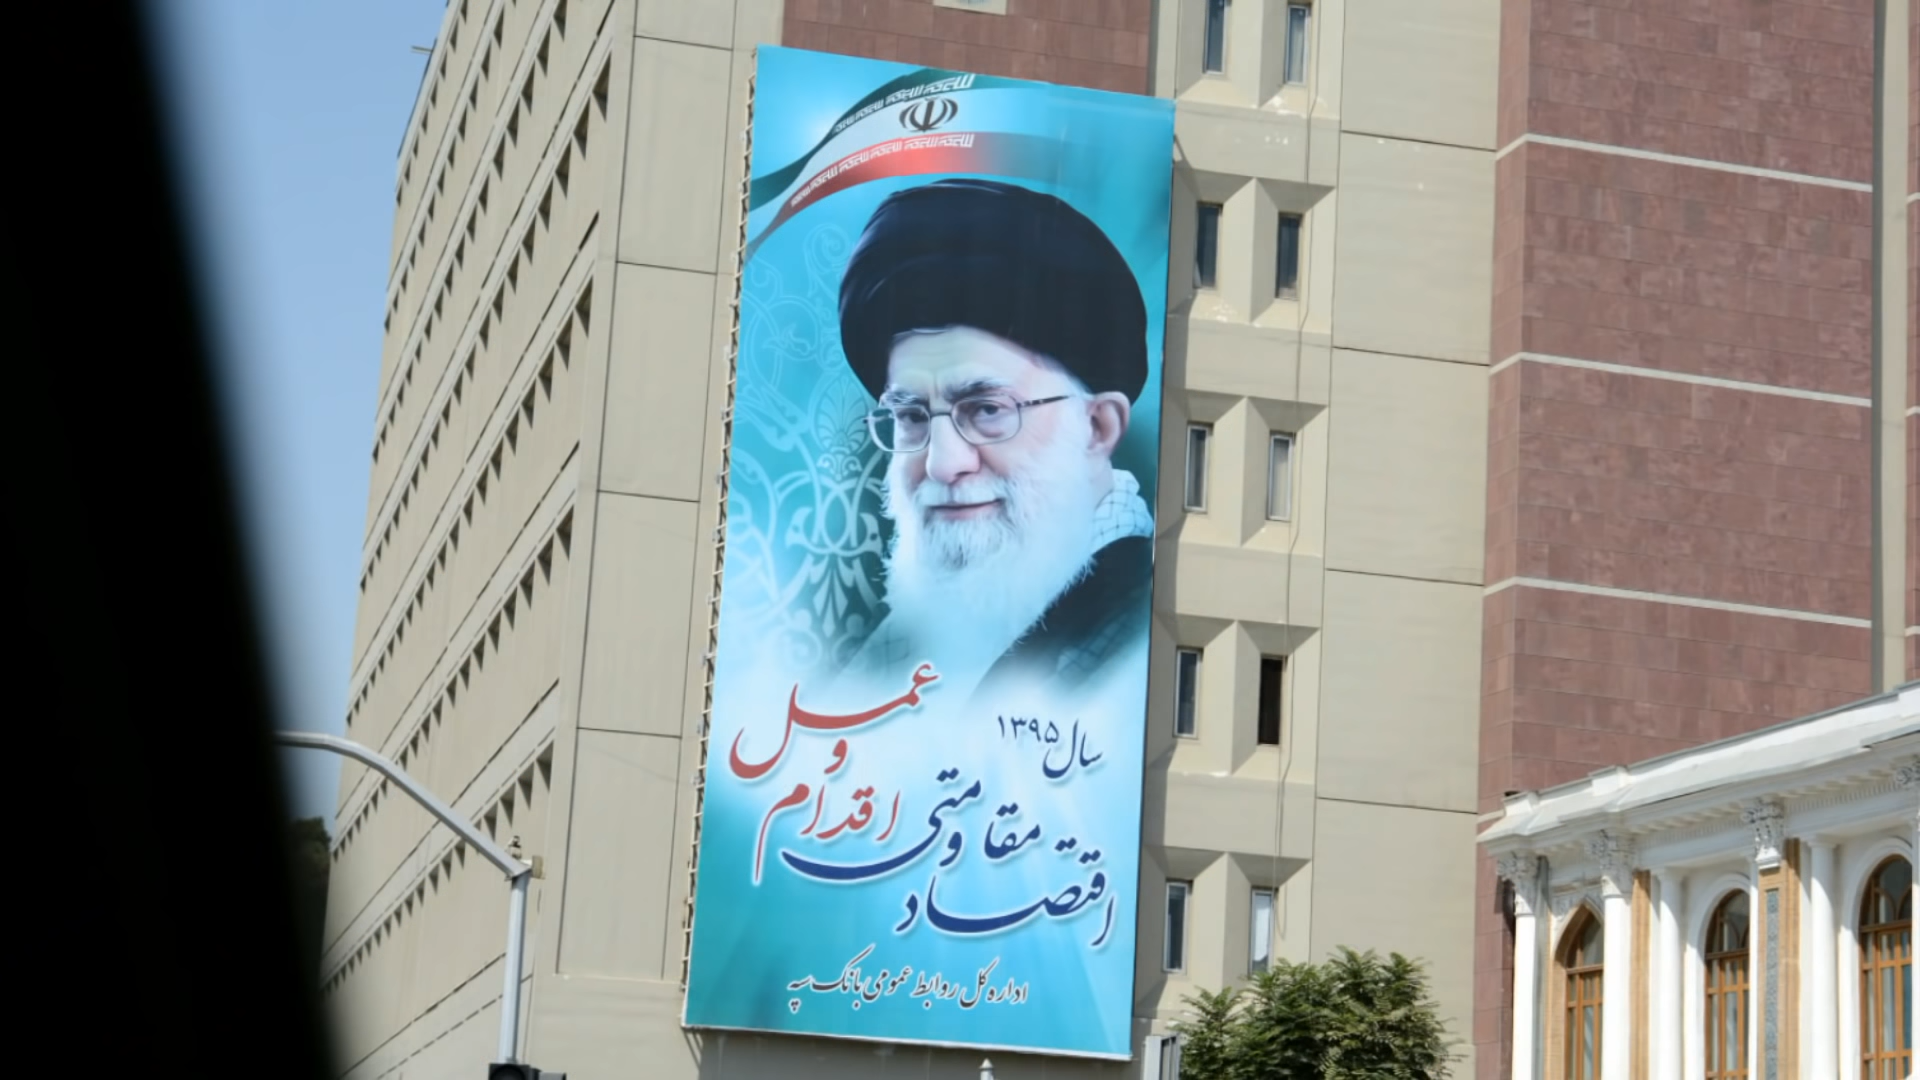 سال ۱۳۹۵
اقتصاد مقاومتی
اقدام و عمل
اداره کل روابط عمومی بانک سپه